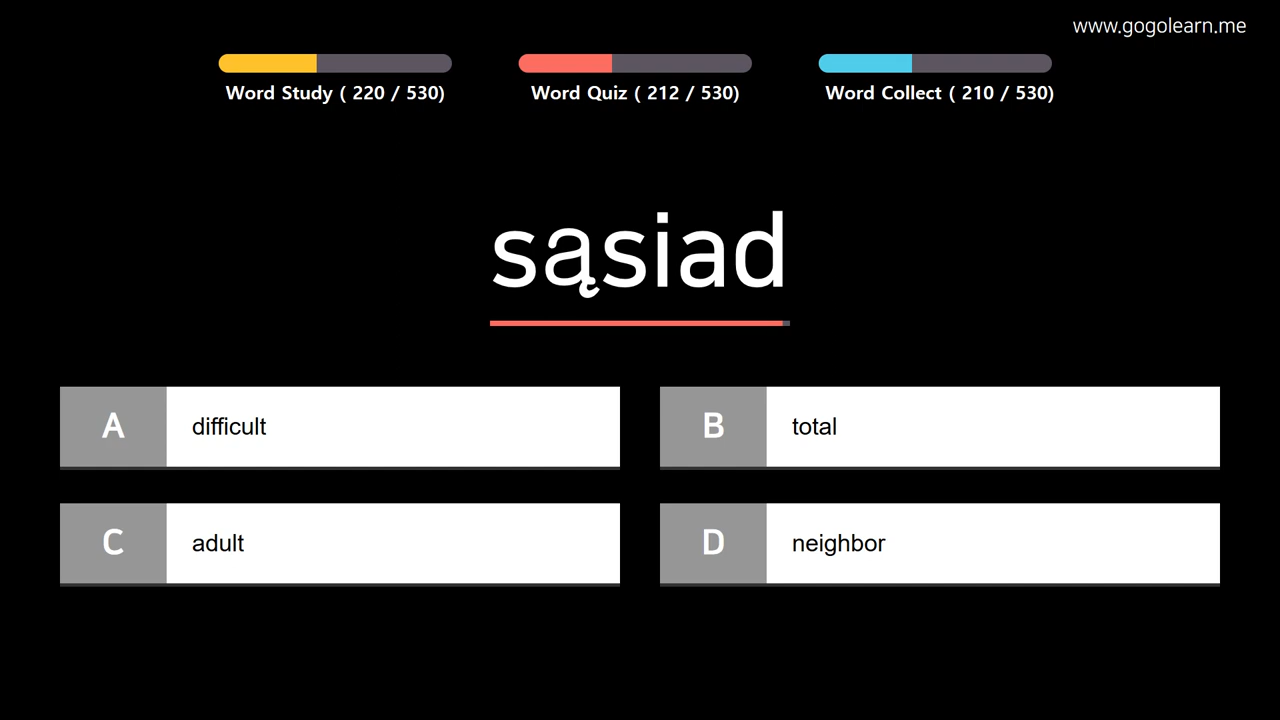 www.gogolearn.me
Word Study ( 220 / 530)
Word Quiz ( 212 / 530)
Word Collect ( 210 / 530)
sąsiad
A
difficult
B
total
C
adult
D
neighbor